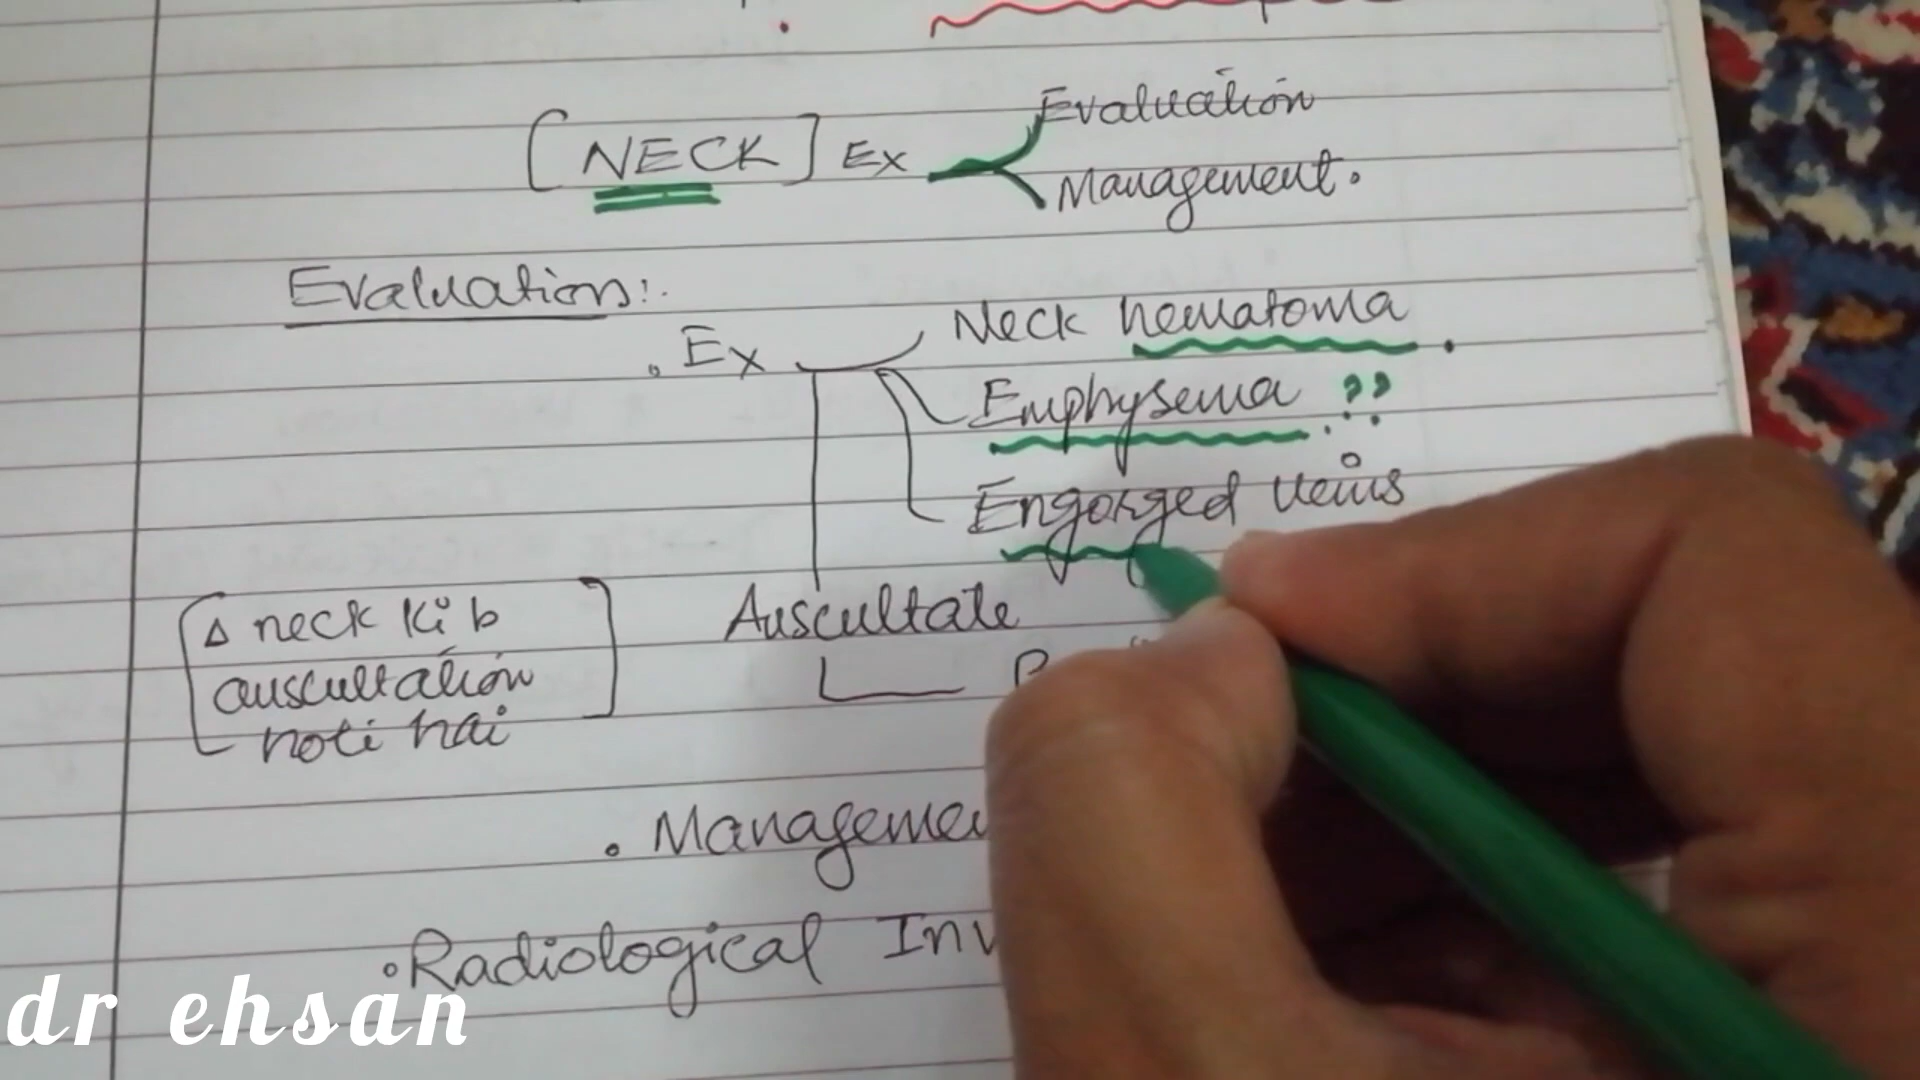 [NECK] Ex
Evaluation
Management.
Evaluation:.
. Ex
Neck hematoma.
Emphysema ??
Engorged veins
Auscultate
Δ neck ki b
auscultation
hoti hai
. Managemen
. Radiological Inv
dr ehsan